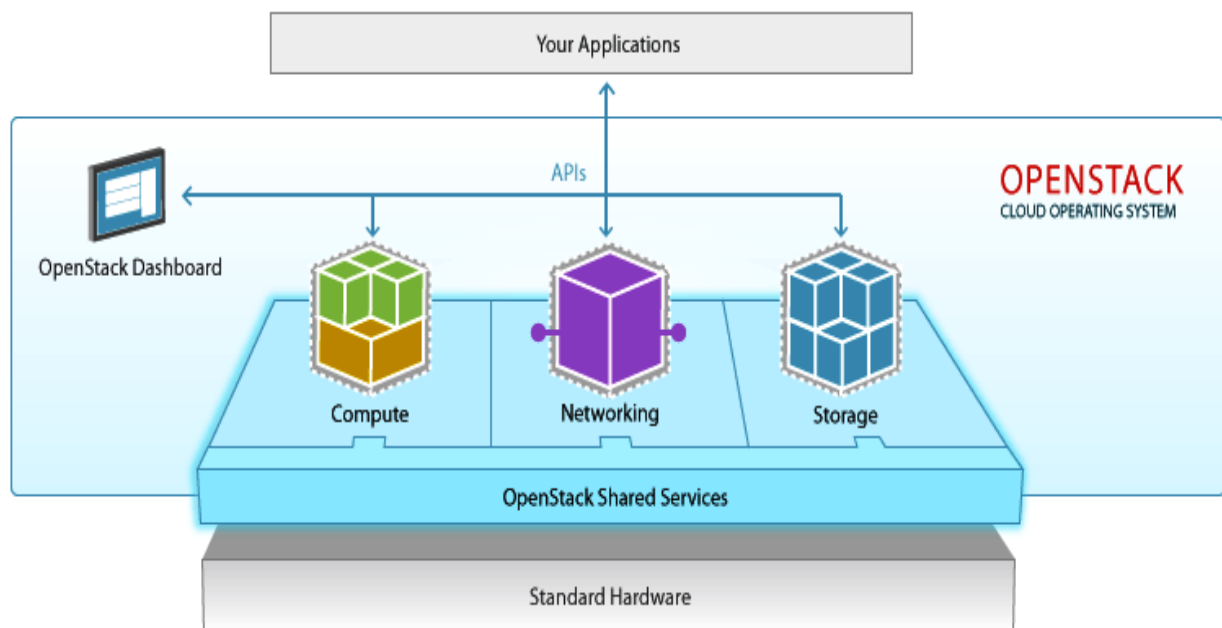 Your Applications
APIs
OPENSTACK
CLOUD OPERATING SYSTEM
OpenStack Dashboard
Compute
Networking
Storage
OpenStack Shared Services
Standard Hardware